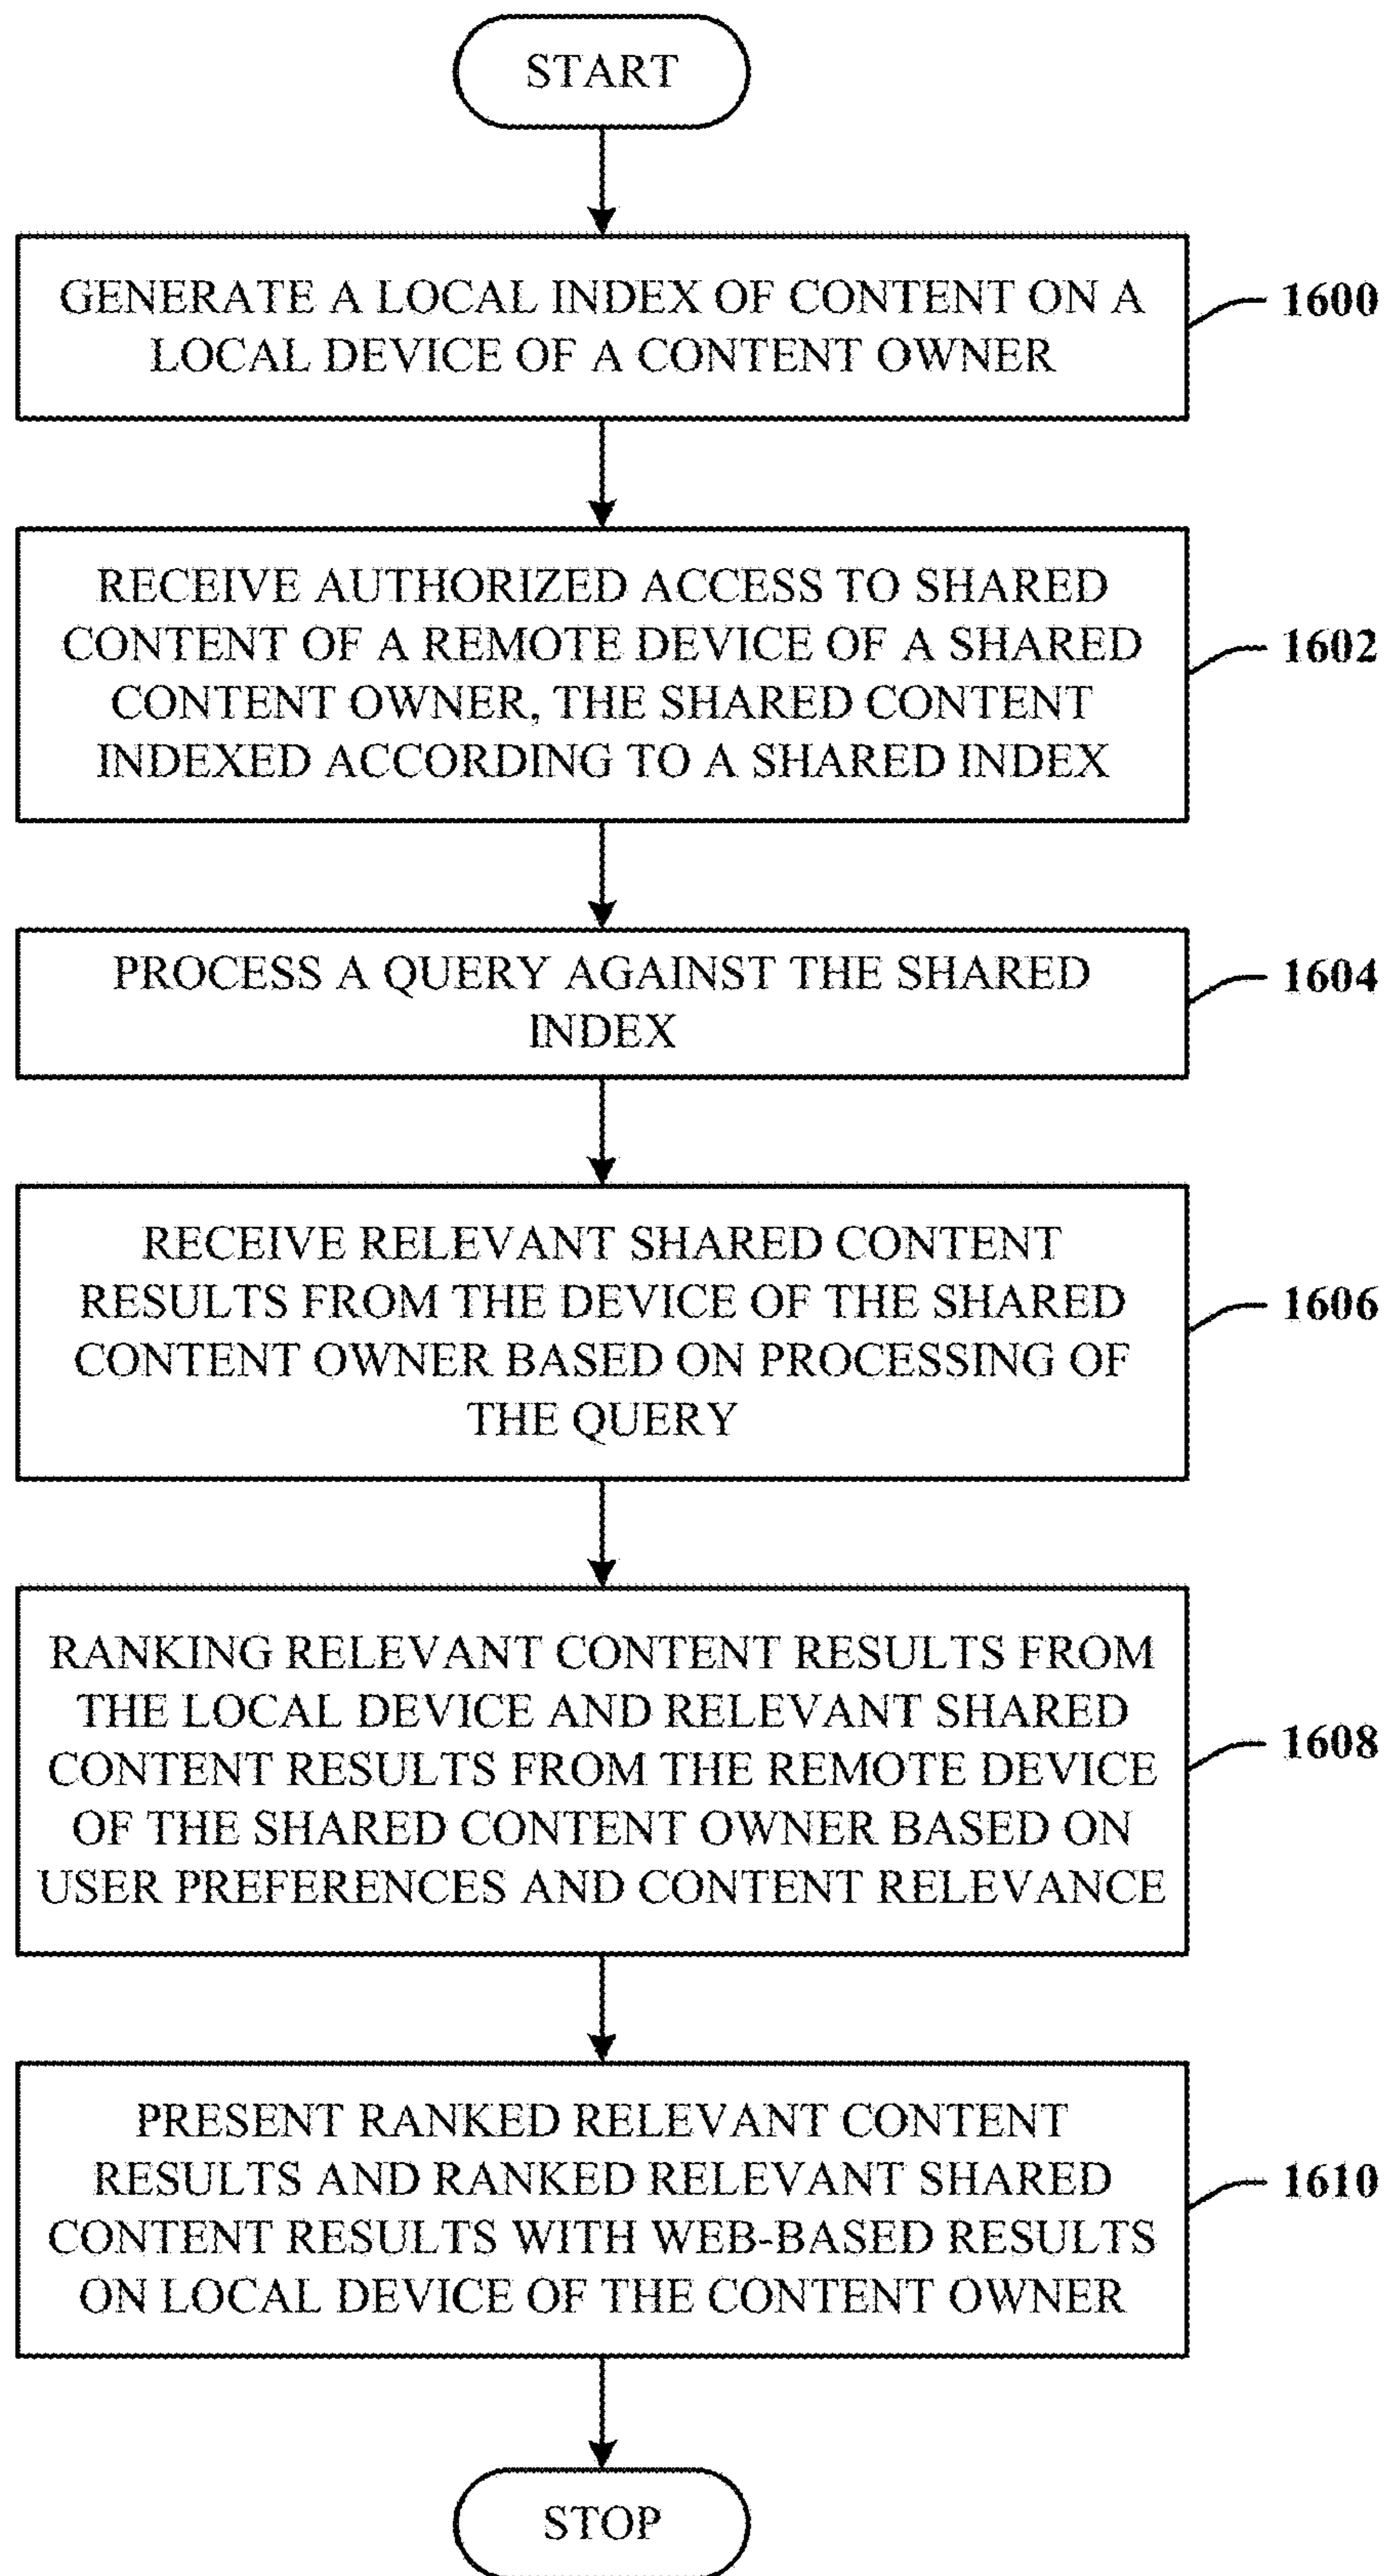 START
GENERATE A LOCAL INDEX OF CONTENT ON A
LOCAL DEVICE OF A CONTENT OWNER
1600
RECEIVE AUTHORIZED ACCESS TO SHARED
CONTENT OF A REMOTE DEVICE OF A SHARED
CONTENT OWNER, THE SHARED CONTENT
INDEXED ACCORDING TO A SHARED INDEX
1602
PROCESS A QUERY AGAINST THE SHARED
INDEX
1604
RECEIVE RELEVANT SHARED CONTENT
RESULTS FROM THE DEVICE OF THE SHARED
CONTENT OWNER BASED ON PROCESSING OF
THE QUERY
1606
RANKING RELEVANT CONTENT RESULTS FROM
THE LOCAL DEVICE AND RELEVANT SHARED
CONTENT RESULTS FROM THE REMOTE DEVICE
OF THE SHARED CONTENT OWNER BASED ON
USER PREFERENCES AND CONTENT RELEVANCE
1608
PRESENT RANKED RELEVANT CONTENT
RESULTS AND RANKED RELEVANT SHARED
CONTENT RESULTS WITH WEB-BASED RESULTS
ON LOCAL DEVICE OF THE CONTENT OWNER
1610
STOP